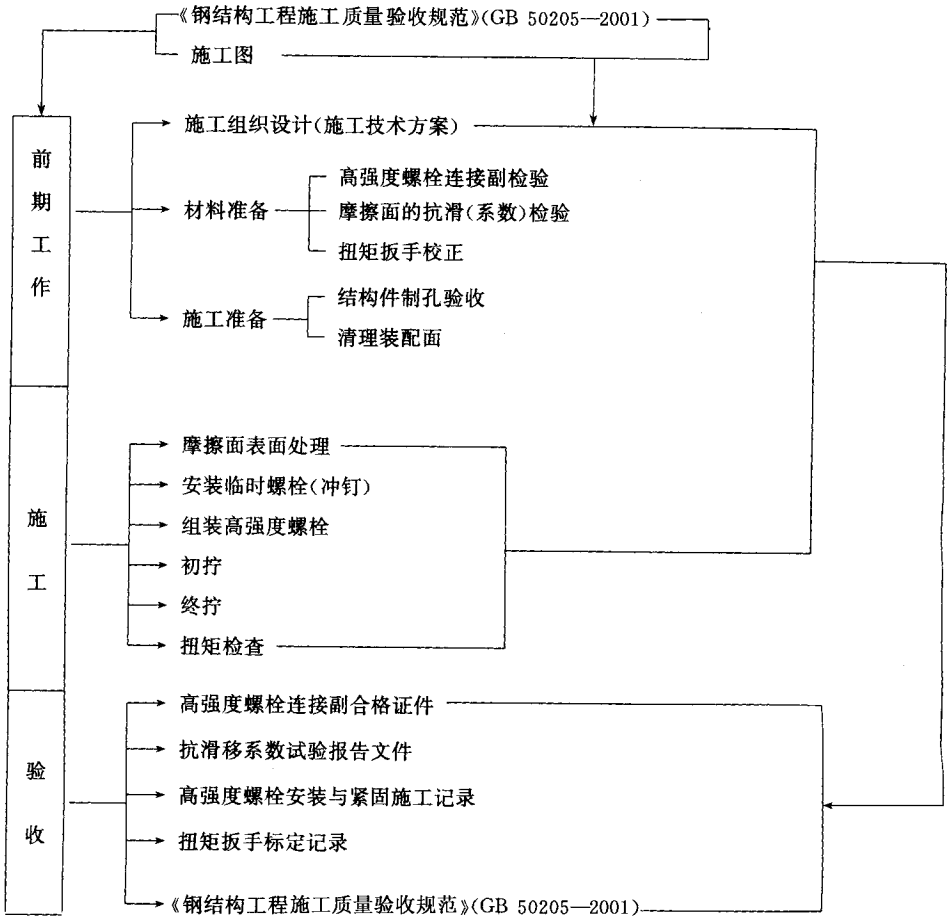 《钢结构工程施工质量验收规范》(GB 50205—2001)
施工图
前期工作
施工组织设计(施工技术方案)
材料准备
高强度螺栓连接副检验
摩擦面的抗滑(系数)检验
扭矩扳手校正
施工准备
结构件制孔验收
清理装配面
施工
摩擦面表面处理
安装临时螺栓(冲钉)
组装高强度螺栓
初拧
终拧
扭矩检查
验收
高强度螺栓连接副合格证件
抗滑移系数试验报告文件
高强度螺栓安装与紧固施工记录
扭矩扳手标定记录
《钢结构工程施工质量验收规范》(GB 50205—2001)